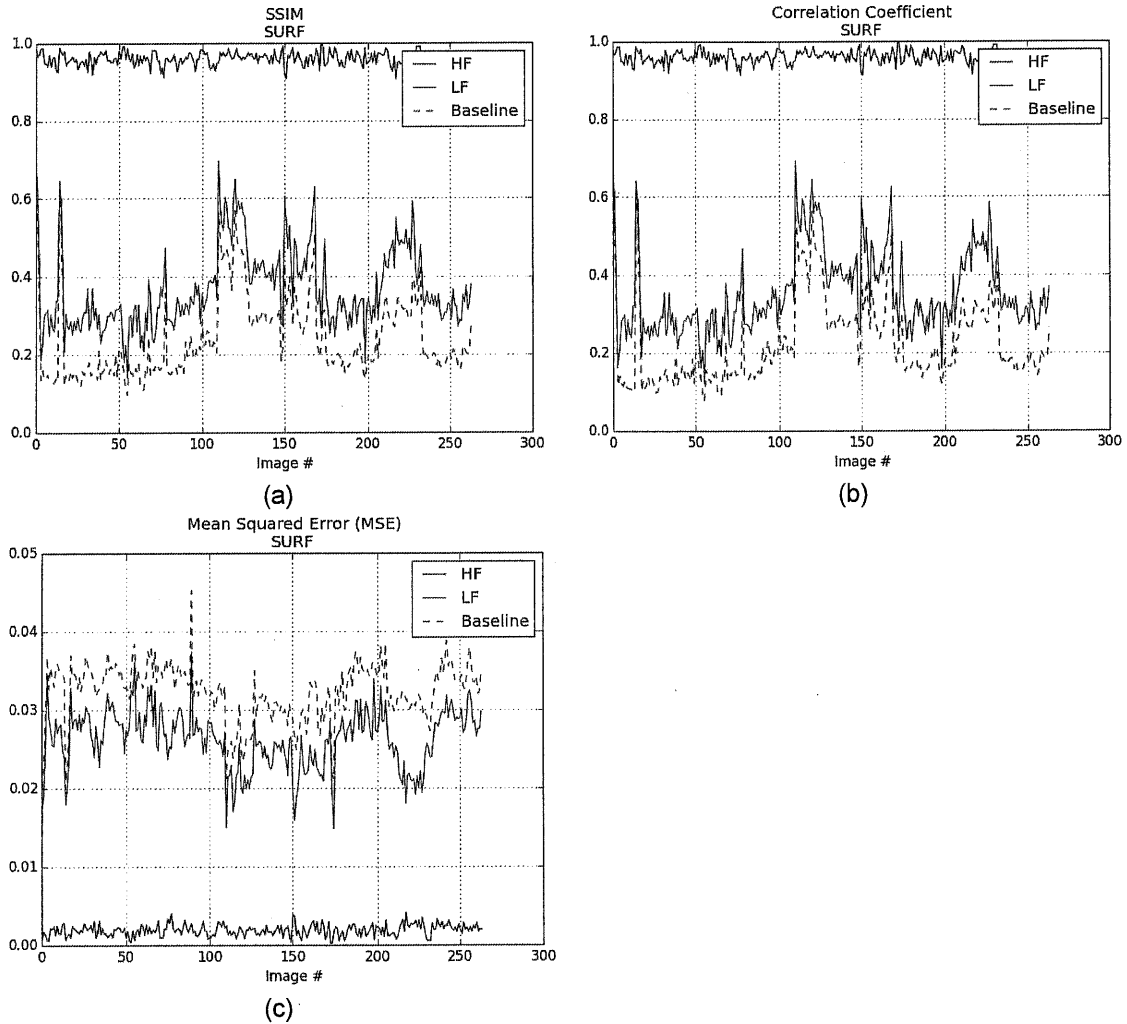 SSIM
SURF
1.0
0.8
0.6
0.4
0.2
0.0
0 50 100 150 200 250 300
Image #
HF
LF
Baseline
(a)
Correlation Coefficient
SURF
1.0
0.8
0.6
0.4
0.2
0.0
0 50 100 150 200 250 300
Image #
HF
LF
Baseline
(b)
Mean Squared Error (MSE)
SURF
0.05
0.04
0.03
0.02
0.01
0.00
0 50 100 150 200 250 300
Image #
HF
LF
Baseline
(c)